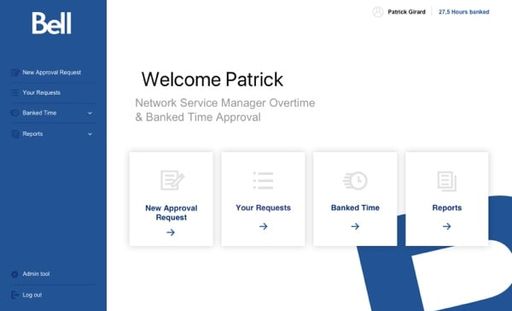 Bell
Patrick Girard
27,5 Hours banked
New Approval Request
Your Requests
Banked Time
Reports
Admin tool
Log out
Welcome Patrick
Network Service Manager Overtime
& Banked Time Approval
New Approval
Request
Your Requests
Banked Time
Reports